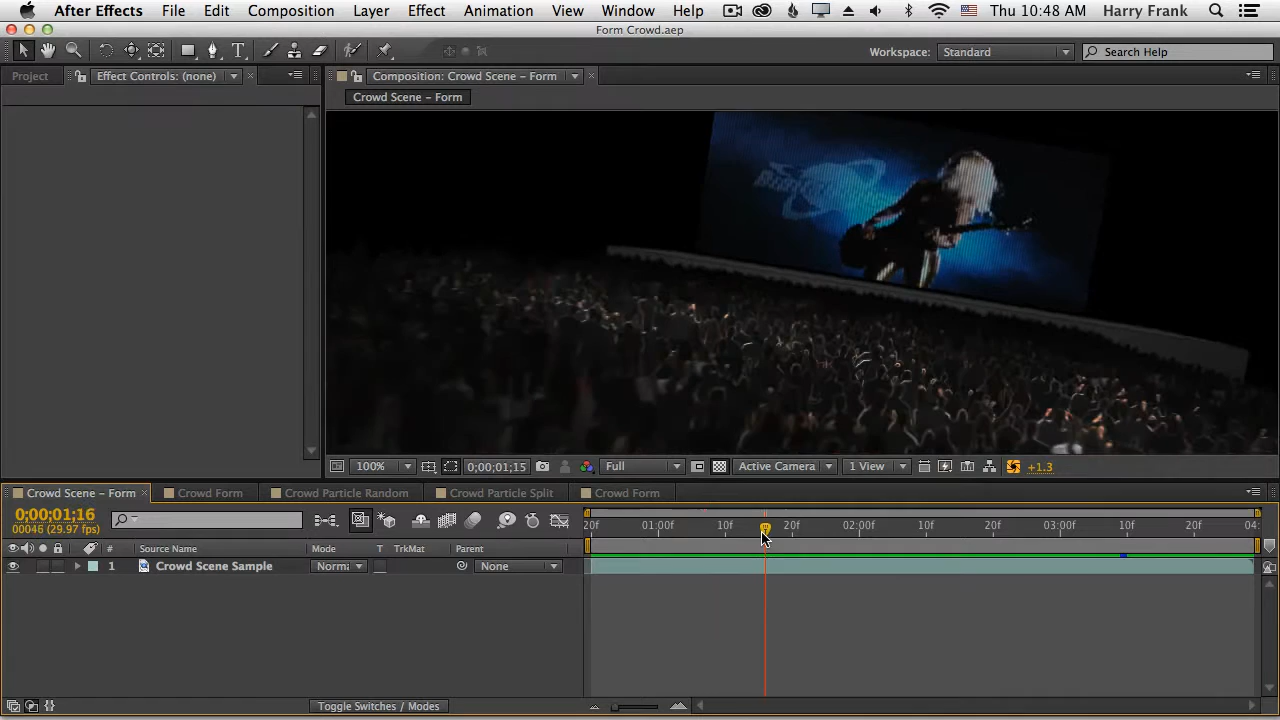 After Effects File Edit Composition Layer Effect Animation View Window Help Thu 10:48 AM Harry Frank
Form Crowd.aep
T Workspace: Standard Search Help
Project Effect Controls: (none) Composition: Crowd Scene – Form
Crowd Scene – Form
100% 0;00;01;15 Full Active Camera 1 View +1.3
Crowd Scene – Form Crowd Form Crowd Particle Random Crowd Particle Split Crowd Form
0;00;01;16
00046 (29.97 fps)
20f 01:00f 10f 20f 02:00f 10f 20f 03:00f 10f 20f 04:
# Source Name Mode T TrkMat Parent
1 Crowd Scene Sample Norma None
Toggle Switches / Modes